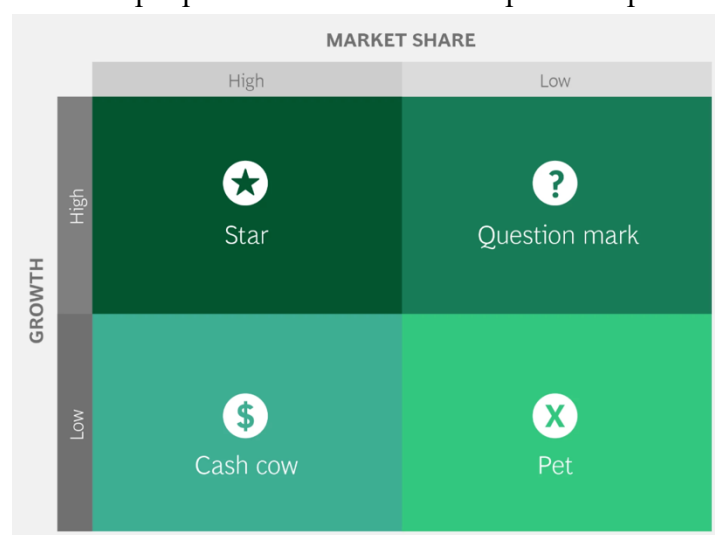 MARKET SHARE
High
Low
GROWTH
High
Star
?
Question mark
Low
$
Cash cow
X
Pet